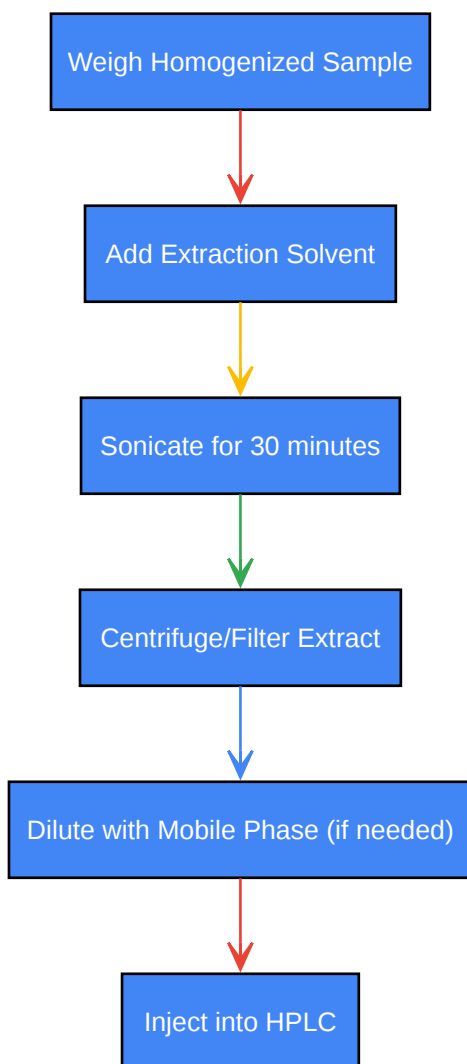 Weigh Homogenized Sample
Add Extraction Solvent
Sonicate for 30 minutes
Centrifuge/Filter Extract
Dilute with Mobile Phase (if needed)
Inject into HPLC